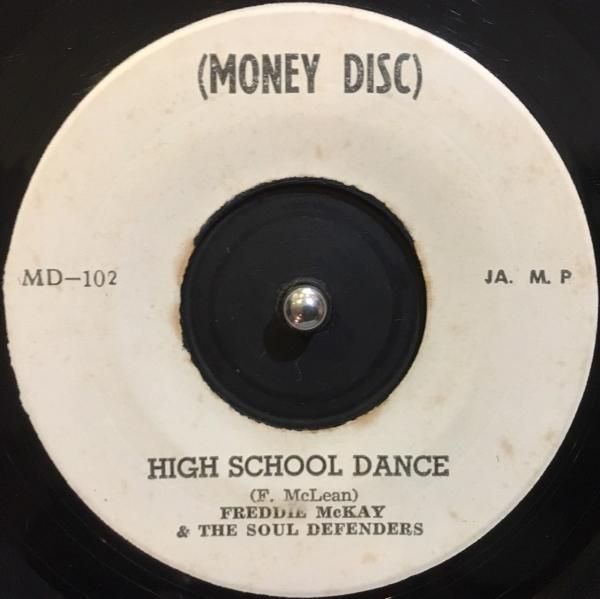 (MONEY DISC)
MD-102
JA. M. P
HIGH SCHOOL DANCE
(F. McLean)
FREDDIE McKAY
& THE SOUL DEFENDERS